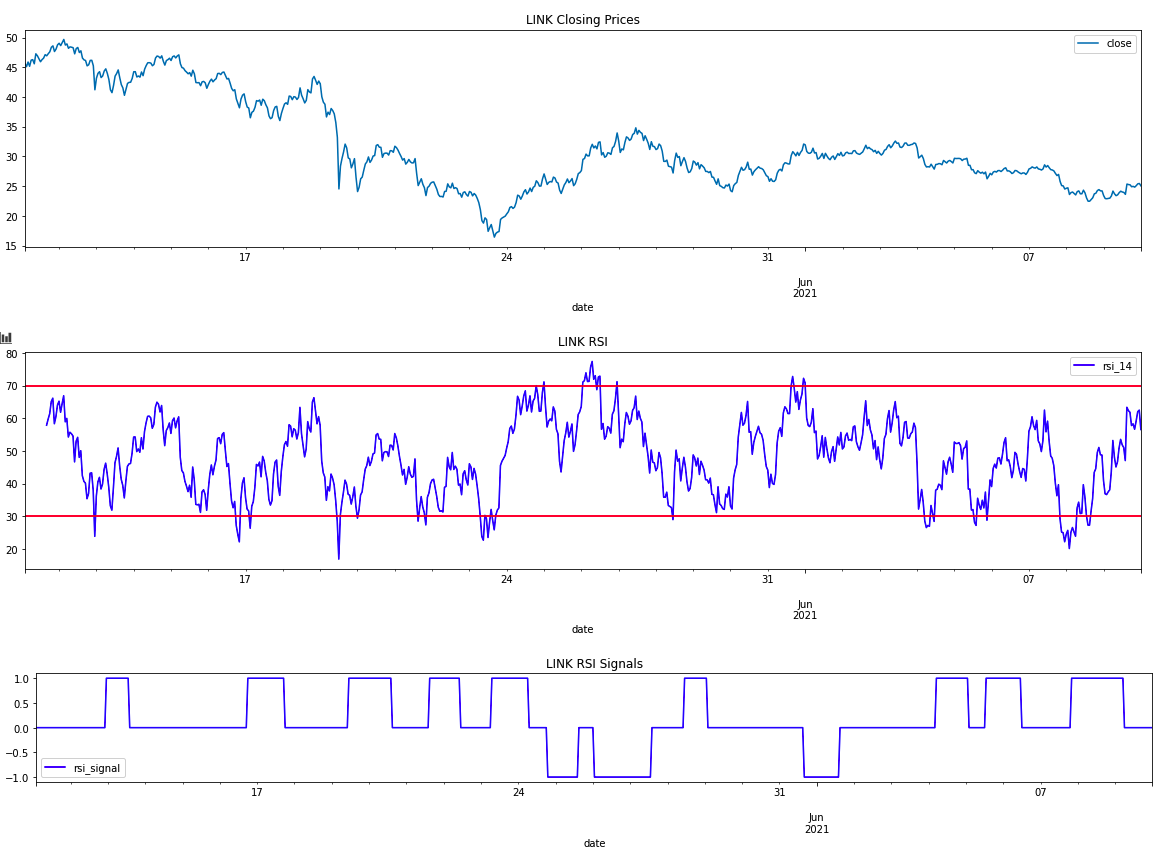 LINK Closing Prices
close
50
45
40
35
30
25
20
15
17
24
31
07
Jun
2021
date
LINK RSI
rsi_14
80
70
60
50
40
30
20
17
24
31
07
Jun
2021
date
LINK RSI Signals
1.0
0.5
0.0
−0.5
−1.0
rsi_signal
17
24
31
07
Jun
2021
date